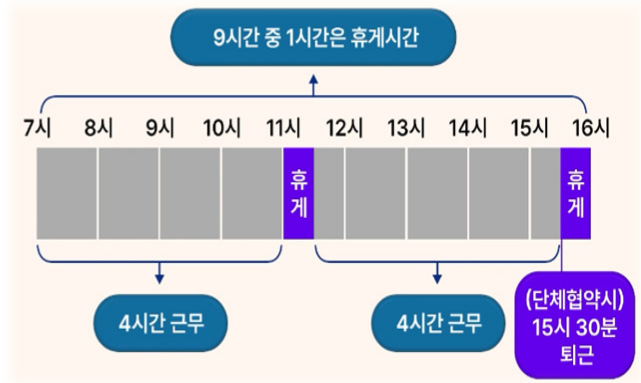 9시간 중 1시간은 휴게시간
7시 8시 9시 10시 11시 12시 13시 14시 15시 16시
휴
게
휴
게
4시간 근무
4시간 근무
(단체협약시)
15시 30분
퇴근